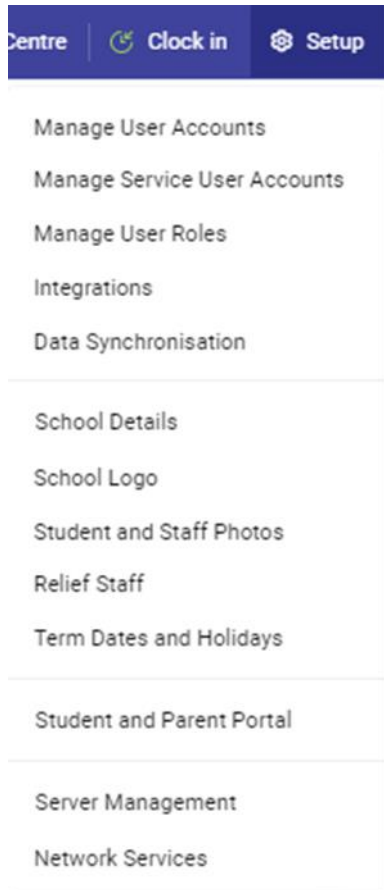 Centre
Clock in
Setup
Manage User Accounts
Manage Service User Accounts
Manage User Roles
Integrations
Data Synchronisation
School Details
School Logo
Student and Staff Photos
Relief Staff
Term Dates and Holidays
Student and Parent Portal
Server Management
Network Services